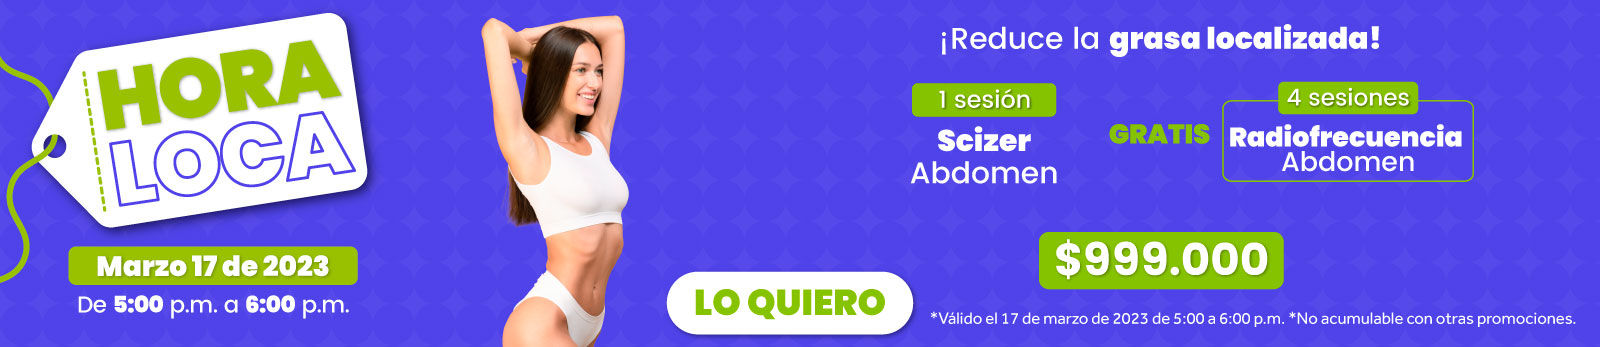 HORA
LOCA
Marzo 17 de 2023
De 5:00 p.m. a 6:00 p.m.
¡Reduce la grasa localizada!
1 sesión
Scizer
Abdomen
GRATIS
4 sesiones
Radiofrecuencia
Abdomen
$999.000
LO QUIERO
*Válido el 17 de marzo de 2023 de 5:00 a 6:00 p.m. *No acumulable con otras promociones.